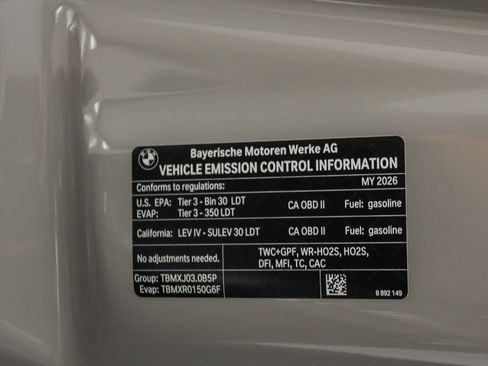 BMW
Bayerische Motoren Werke AG
VEHICLE EMISSION CONTROL INFORMATION
Conforms to regulations: MY 2026
U.S. EPA: Tier 3 - Bin 30 LDT CA OBD II Fuel: gasoline
EVAP: Tier 3 - 350 LDT
California: LEV IV - SULEV 30 LDT CA OBD II Fuel: gasoline
No adjustments needed. TWC+GPF, WR-HO2S, HO2S,
DFI, MFI, TC, CAC
Group: TBMXJ03.0B5P
Evap: TBMXR0150G6F
8 892 149